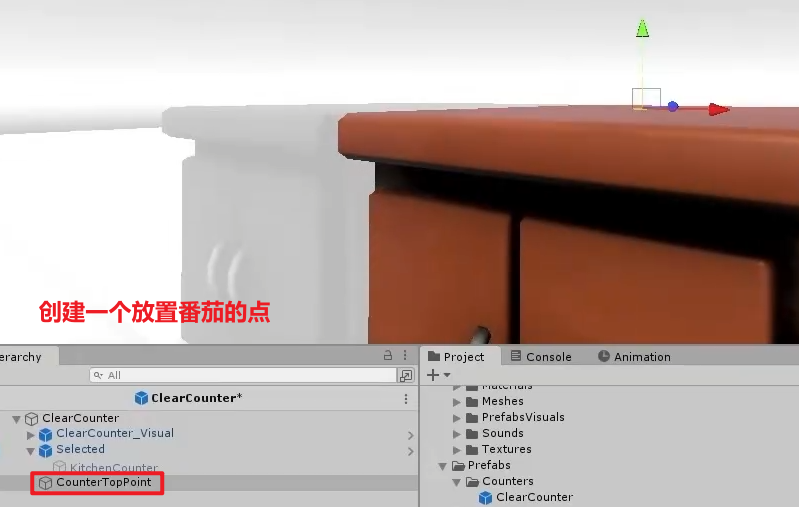 创建一个放置番茄的点
erarchy
All
ClearCounter*
ClearCounter
ClearCounter_Visual
Selected
KitchenCounter
CounterTopPoint
Project
Console
Animation
Materials
Meshes
PrefabsVisuals
Sounds
Textures
Prefabs
Counters
ClearCounter